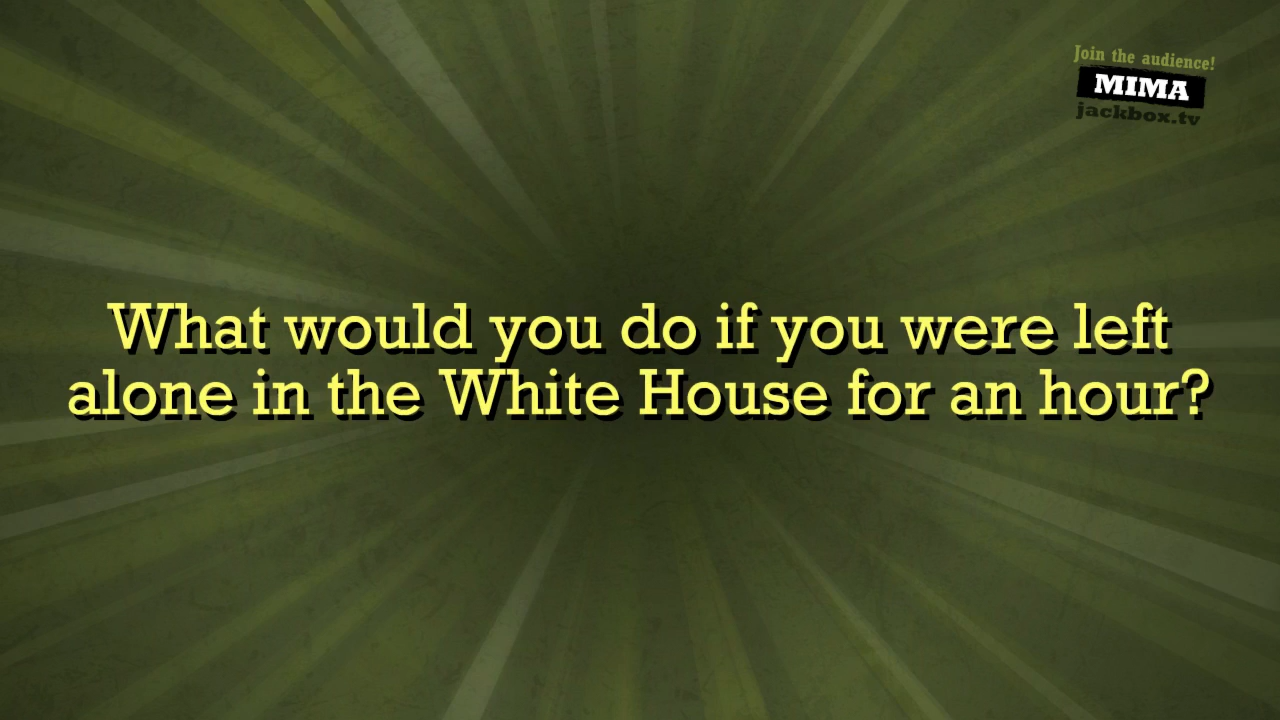 Join the audience!
MIMA
jackbox.tv
What would you do if you were left
alone in the White House for an hour?